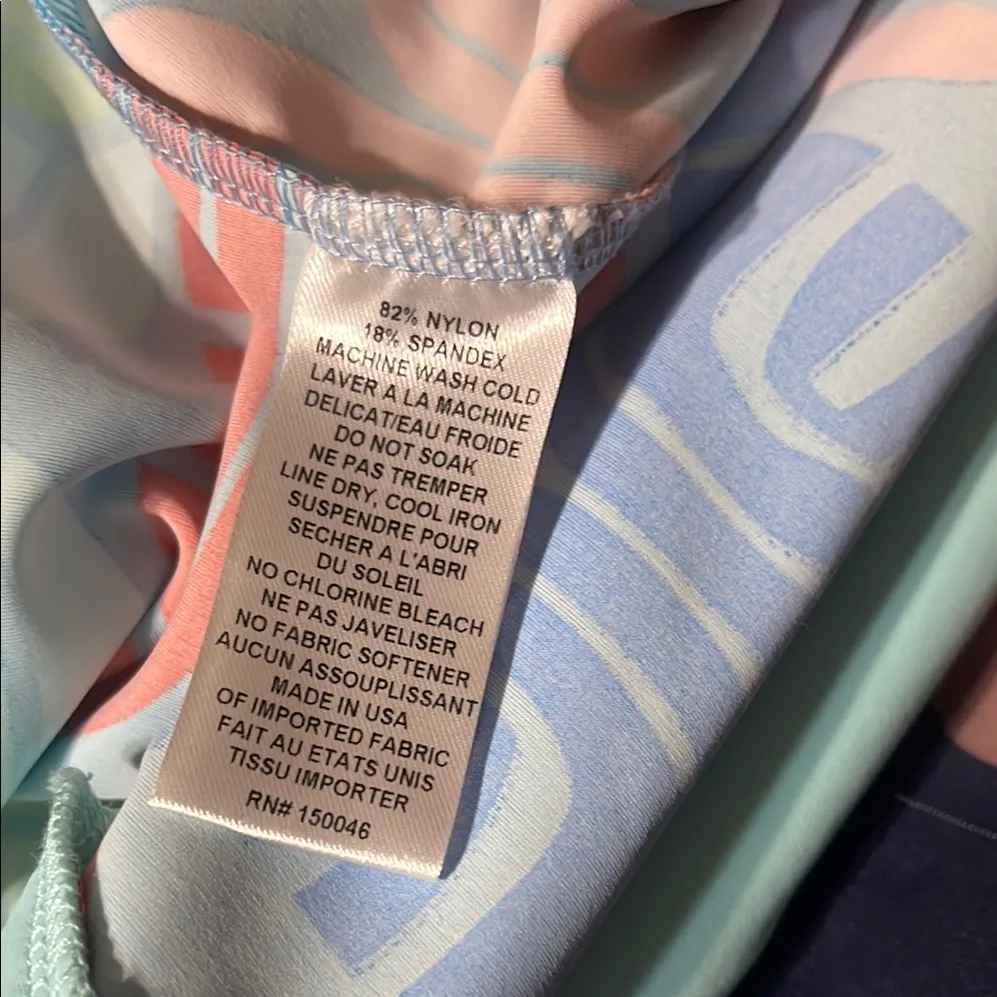 82% NYLON
18% SPANDEX
MACHINE WASH COLD
LAVER A LA MACHINE
DELICAT/EAU FROIDE
DO NOT SOAK
NE PAS TREMPER
LINE DRY, COOL IRON
SUSPENDRE POUR
SECHER A L'ABRI
DU SOLEIL
NO CHLORINE BLEACH
NE PAS JAVELISER
NO FABRIC SOFTENER
AUCUN ASSOUPLISSANT
MADE IN USA
OF IMPORTED FABRIC
FAIT AU ETATS UNIS
TISSU IMPORTER
RN# 150046